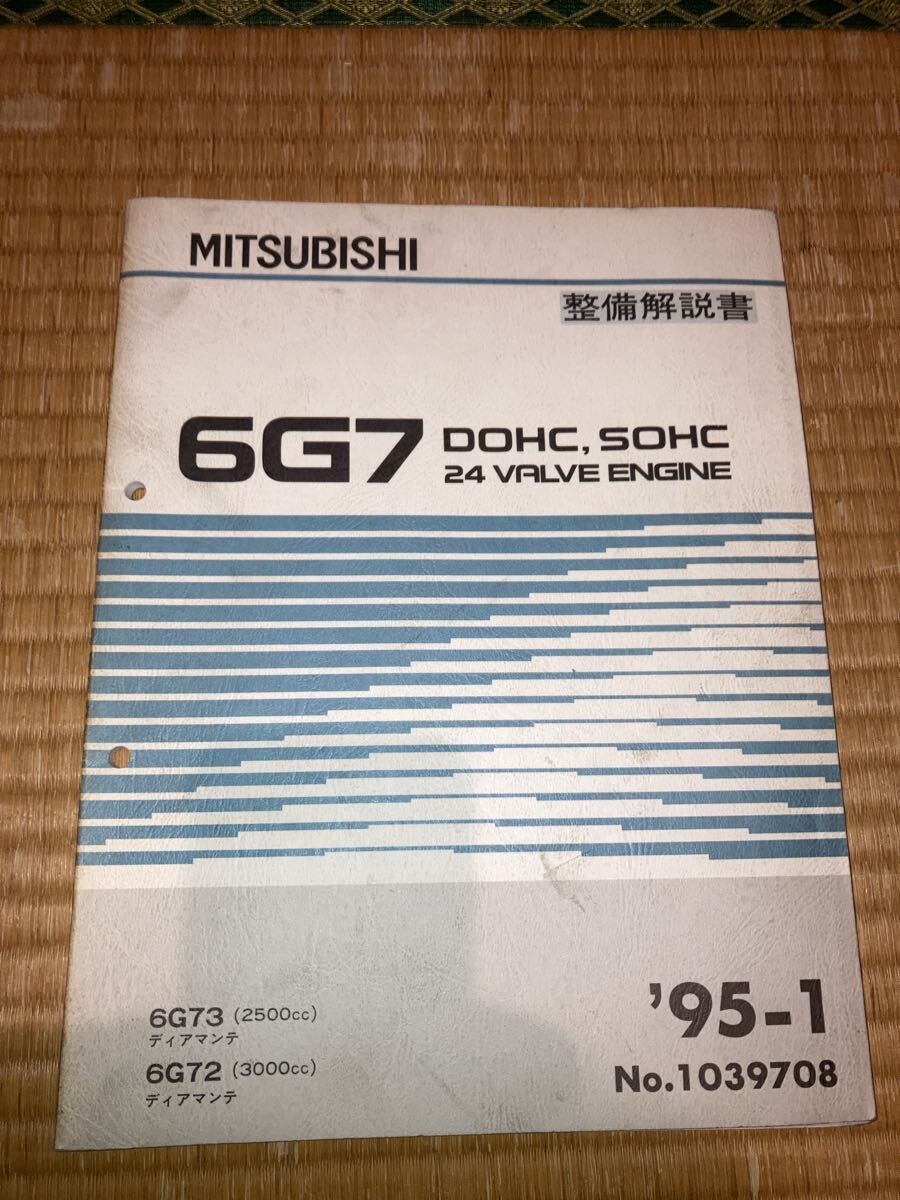 MITSUBISHI
整備解説書
6G7 DOHC, SOHC
24 VALVE ENGINE
6G73 (2500cc)
ディアマンテ
6G72 (3000cc)
ディアマンテ
'95-1
No.1039708